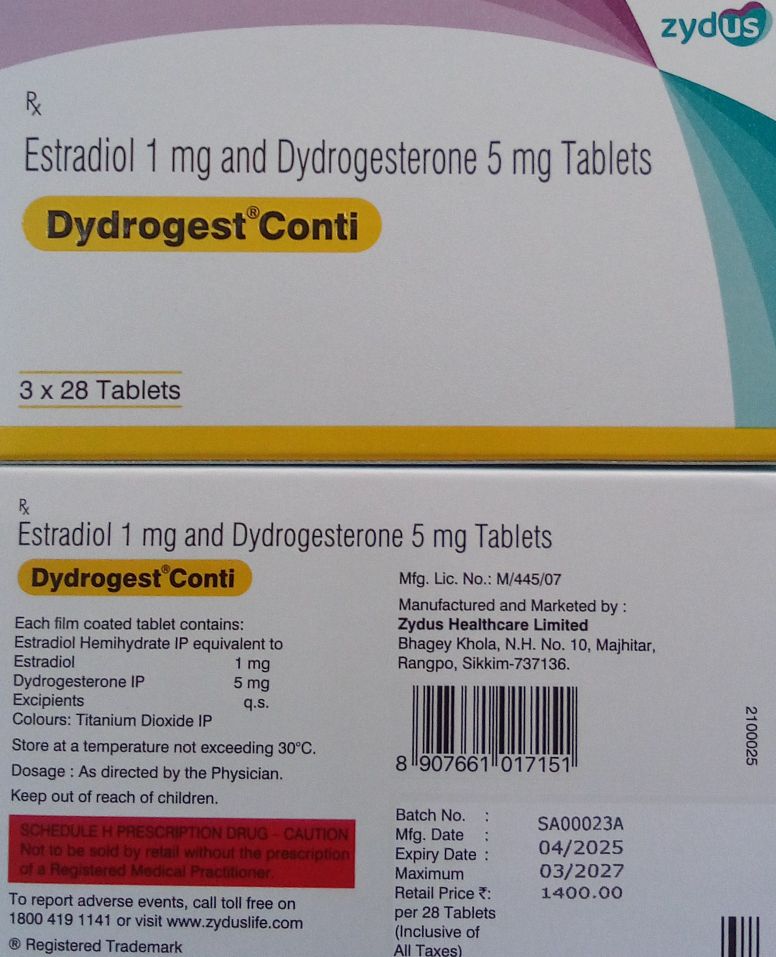 zydus
Rx
Estradiol 1 mg and Dydrogesterone 5 mg Tablets
Dydrogest® Conti
3 x 28 Tablets
Rx
Estradiol 1 mg and Dydrogesterone 5 mg Tablets
Dydrogest® Conti
Each film coated tablet contains:
Estradiol Hemihydrate IP equivalent to
Estradiol 1 mg
Dydrogesterone IP 5 mg
Excipients q.s.
Colours: Titanium Dioxide IP
Store at a temperature not exceeding 30°C.
Dosage : As directed by the Physician.
Keep out of reach of children.
SCHEDULE H PRESCRIPTION DRUG - CAUTION
Not to be sold by retail without the prescription
of a Registered Medical Practitioner.
To report adverse events, call toll free on
1800 419 1141 or visit www.zyduslife.com
® Registered Trademark
Mfg. Lic. No.: M/445/07
Manufactured and Marketed by :
Zydus Healthcare Limited
Bhagey Khola, N.H. No. 10, Majhitar,
Rangpo, Sikkim-737136.
8 907661 017151
2100025
Batch No. : SA00023A
Mfg. Date : 04/2025
Expiry Date : 03/2027
Maximum
Retail Price ₹: 1400.00
per 28 Tablets
(Inclusive of
All Taxes)